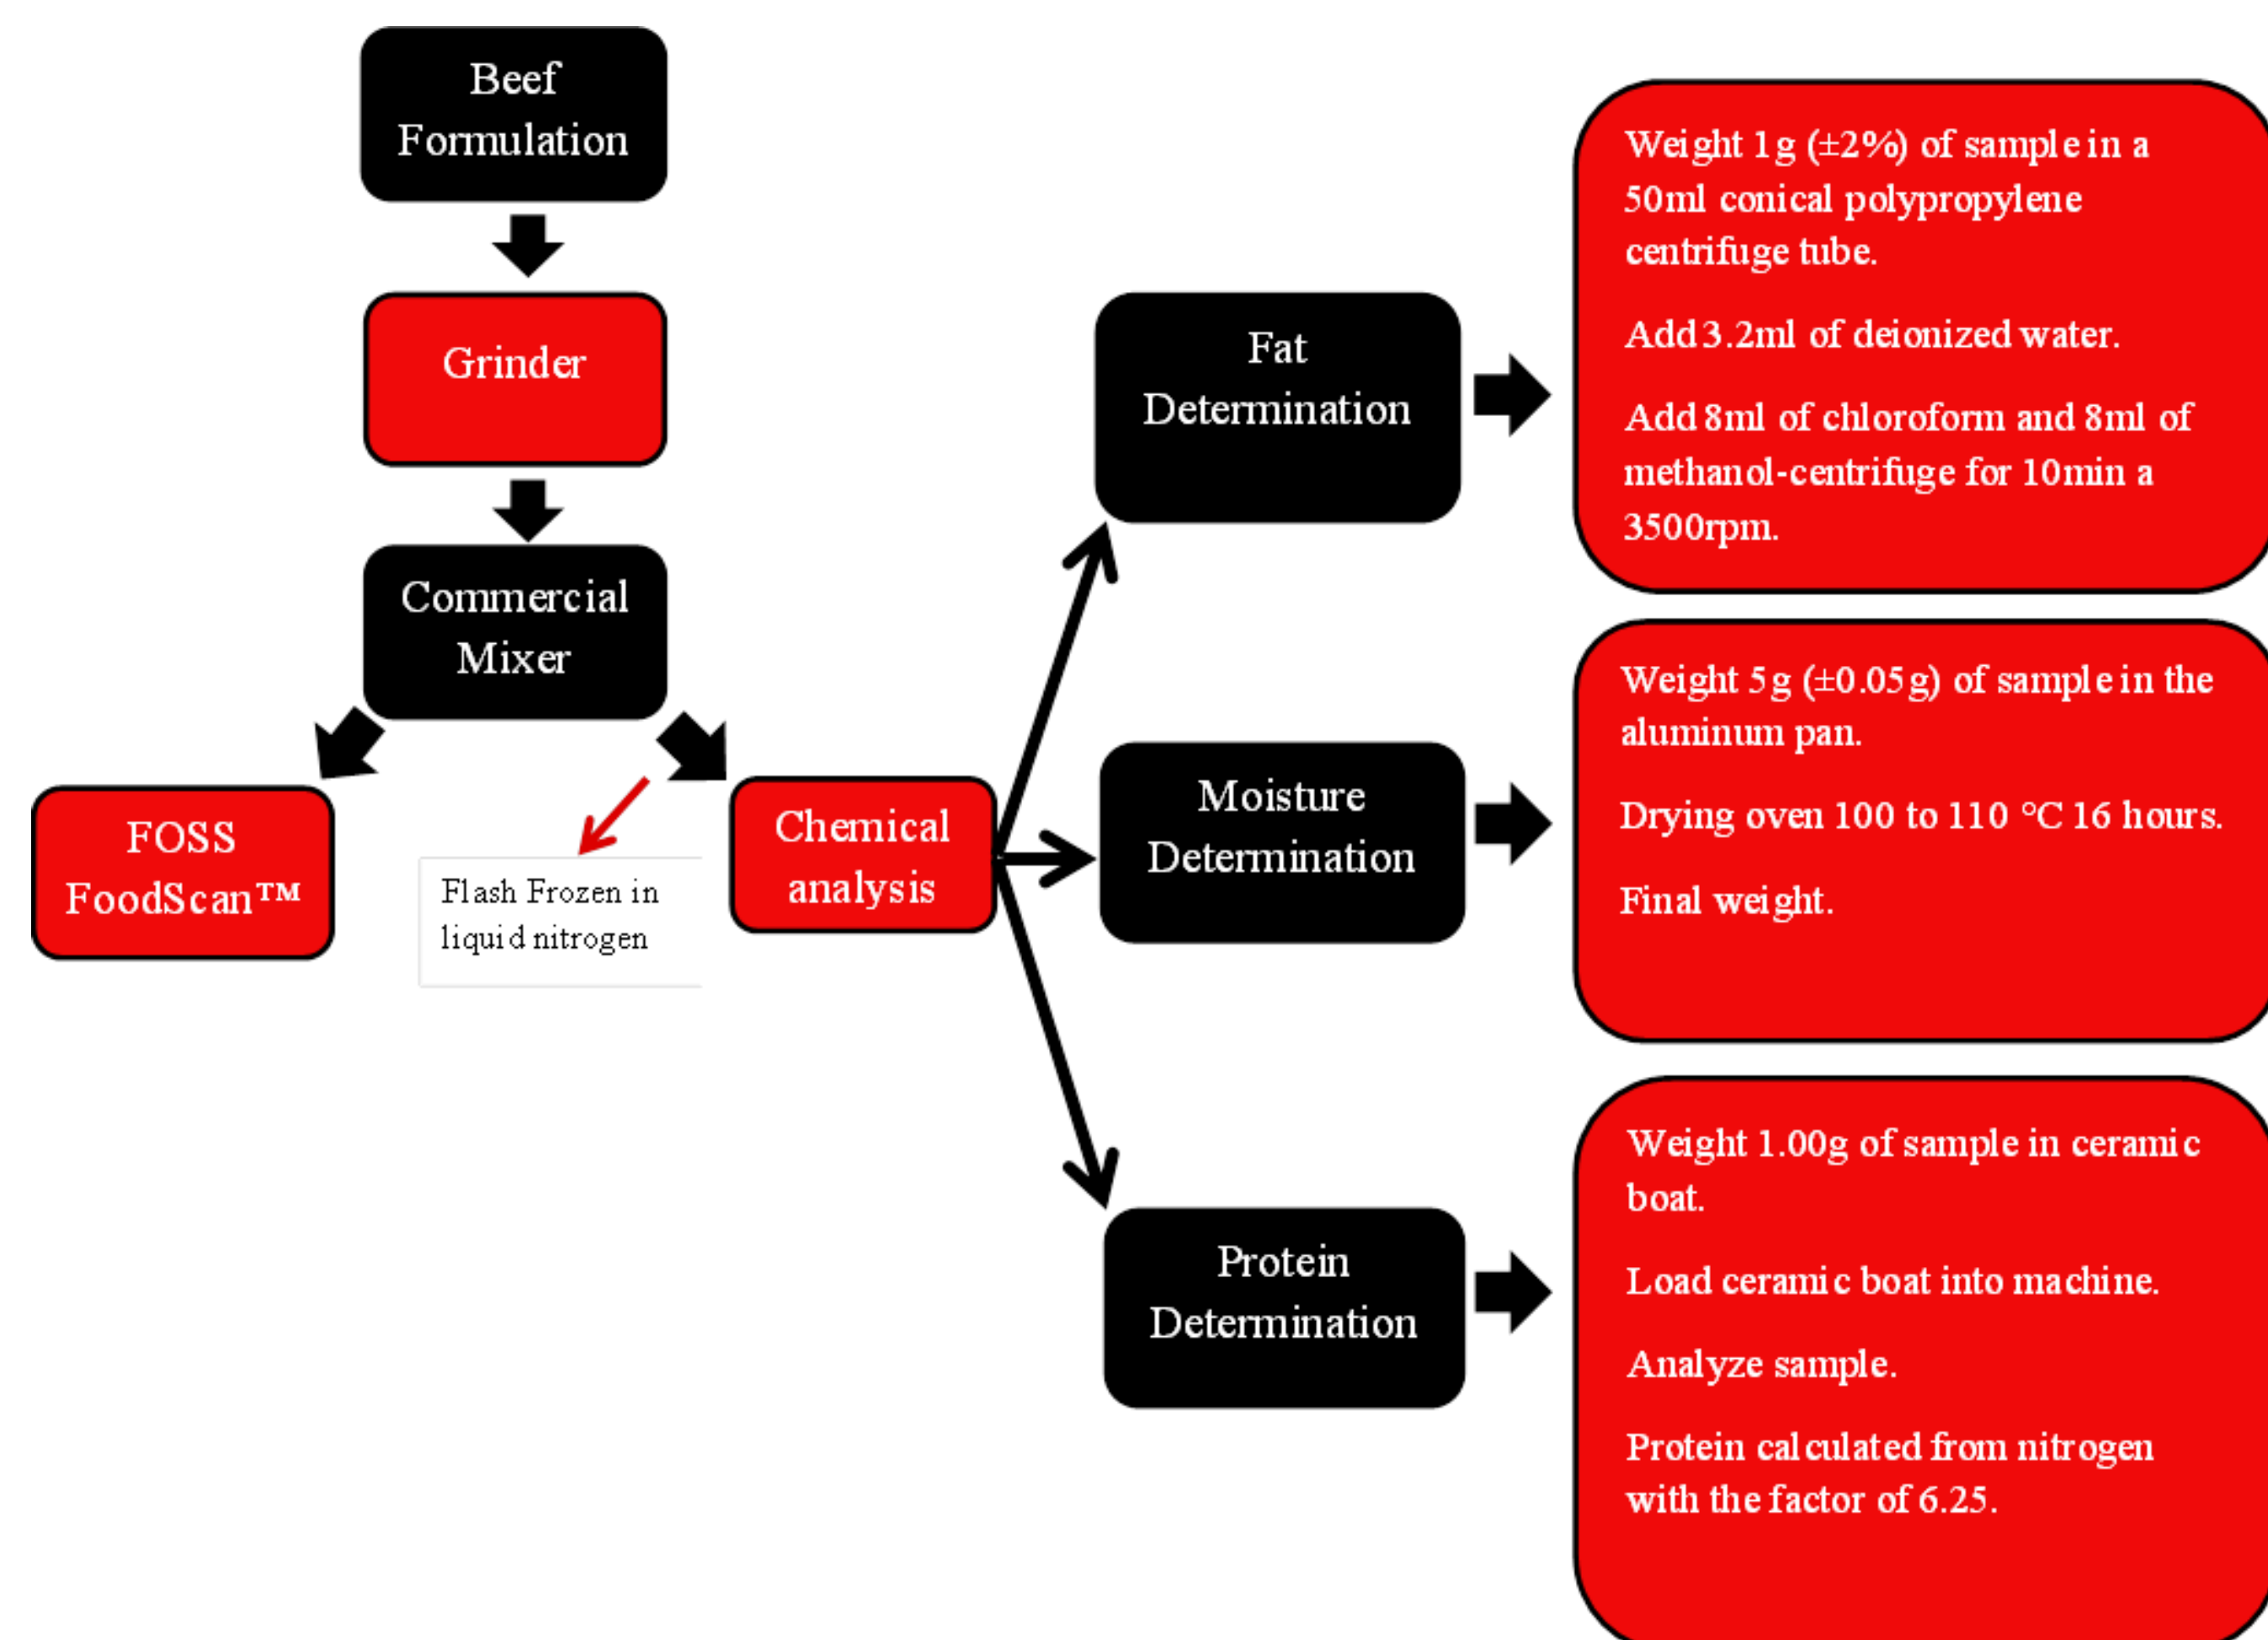 Beef
Formulation
Grinder
Commercial
Mixer
FOSS
FoodScan™
Flash Frozen in
liquid nitrogen
Chemical
analysis
Fat
Determination
Weight 1g (±2%) of sample in a
50ml conical polypropylene
centrifuge tube.
Add 3.2ml of deionized water.
Add 8ml of chloroform and 8ml of
methanol-centrifuge for 10min a
3500rpm.
Moisture
Determination
Weight 5g (±0.05g) of sample in the
aluminum pan.
Drying oven 100 to 110 °C 16 hours.
Final weight.
Protein
Determination
Weight 1.00g of sample in ceramic
boat.
Load ceramic boat into machine.
Analyze sample.
Protein calculated from nitrogen
with the factor of 6.25.